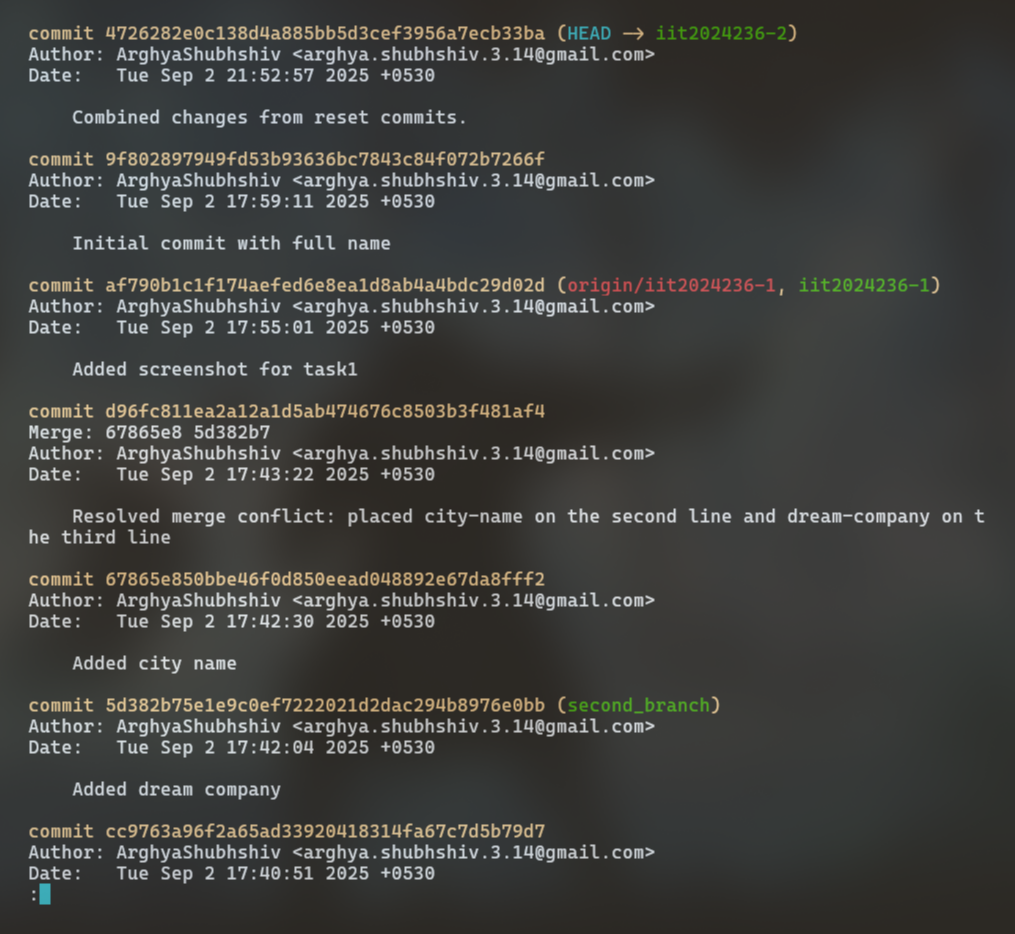 commit 4726282e0c138d4a885bb5d3cef3956a7ecb33ba (HEAD → iit2024236-2)
Author: ArghyaShubhshiv <arghya.shubhshiv.3.14@gmail.com>
Date:   Tue Sep 2 21:52:57 2025 +0530

    Combined changes from reset commits.

commit 9f802897949fd53b93636bc7843c84f072b7266f
Author: ArghyaShubhshiv <arghya.shubhshiv.3.14@gmail.com>
Date:   Tue Sep 2 17:59:11 2025 +0530

    Initial commit with full name

commit af790b1c1f174aefed6e8ea1d8ab4a4bdc29d02d (origin/iit2024236-1, iit2024236-1)
Author: ArghyaShubhshiv <arghya.shubhshiv.3.14@gmail.com>
Date:   Tue Sep 2 17:55:01 2025 +0530

    Added screenshot for task1

commit d96fc811ea2a12a1d5ab474676c8503b3f481af4
Merge: 67865e8 5d382b7
Author: ArghyaShubhshiv <arghya.shubhshiv.3.14@gmail.com>
Date:   Tue Sep 2 17:43:22 2025 +0530

    Resolved merge conflict: placed city-name on the second line and dream-company on t
he third line

commit 67865e850bbe46f0d850eead048892e67da8fff2
Author: ArghyaShubhshiv <arghya.shubhshiv.3.14@gmail.com>
Date:   Tue Sep 2 17:42:30 2025 +0530

    Added city name

commit 5d382b75e1e9c0ef7222021d2dac294b8976e0bb (second_branch)
Author: ArghyaShubhshiv <arghya.shubhshiv.3.14@gmail.com>
Date:   Tue Sep 2 17:42:04 2025 +0530

    Added dream company

commit cc9763a96f2a65ad33920418314fa67c7d5b79d7
Author: ArghyaShubhshiv <arghya.shubhshiv.3.14@gmail.com>
Date:   Tue Sep 2 17:40:51 2025 +0530
: